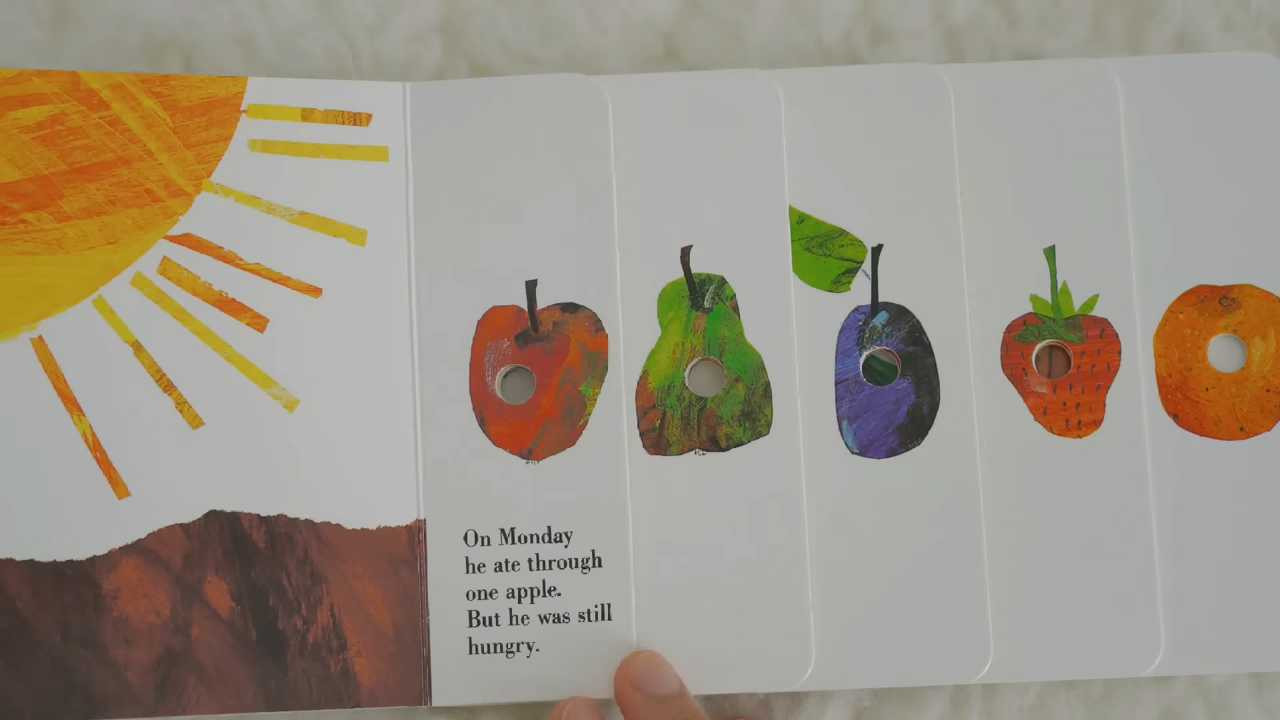 On Monday
he ate through
one apple.
But he was still
hungry.